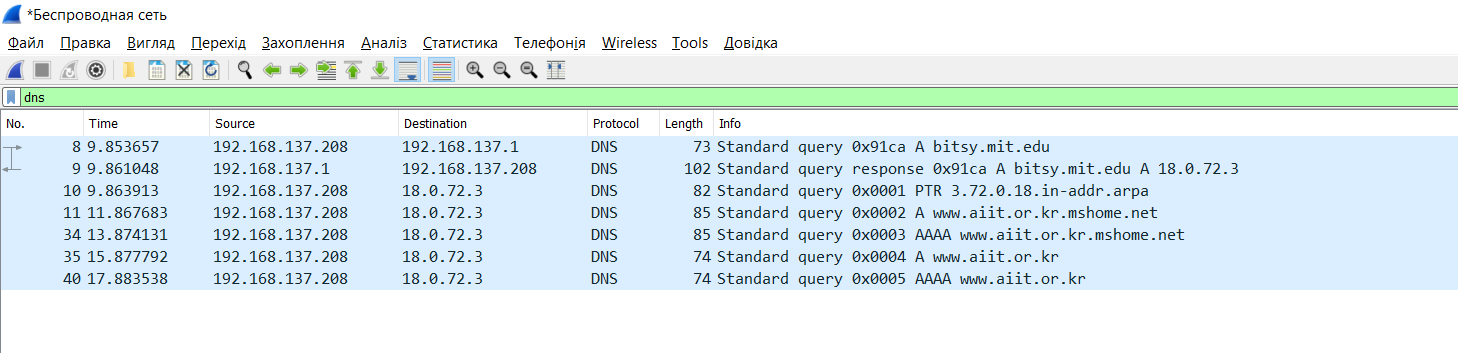 *Беспроводная сеть
Файл Правка Вигляд Перехід Захоплення Аналіз Статистика Телефонія Wireless Tools Довідка
dns
No. Time Source Destination Protocol Length Info
8 9.853657 192.168.137.208 192.168.137.1 DNS 73 Standard query 0x91ca A bitsy.mit.edu
9 9.861048 192.168.137.1 192.168.137.208 DNS 102 Standard query response 0x91ca A bitsy.mit.edu A 18.0.72.3
10 9.863913 192.168.137.208 18.0.72.3 DNS 82 Standard query 0x0001 PTR 3.72.0.18.in-addr.arpa
11 11.867683 192.168.137.208 18.0.72.3 DNS 85 Standard query 0x0002 A www.aiit.or.kr.mshome.net
34 13.874131 192.168.137.208 18.0.72.3 DNS 85 Standard query 0x0003 AAAA www.aiit.or.kr.mshome.net
35 15.877792 192.168.137.208 18.0.72.3 DNS 74 Standard query 0x0004 A www.aiit.or.kr
40 17.883538 192.168.137.208 18.0.72.3 DNS 74 Standard query 0x0005 AAAA www.aiit.or.kr